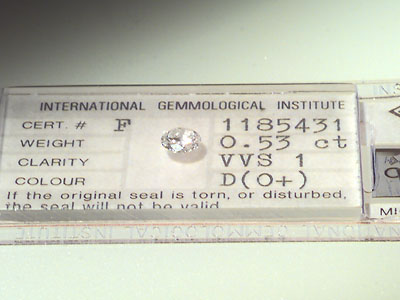 INTERNATIONAL GEMMOLOGICAL INSTITUTE
CERT. # F 1185431
WEIGHT 0.53 ct
CLARITY VVS 1
COLOUR D(O+)
If the original seal is torn, or disturbed,
the seal will not be valid